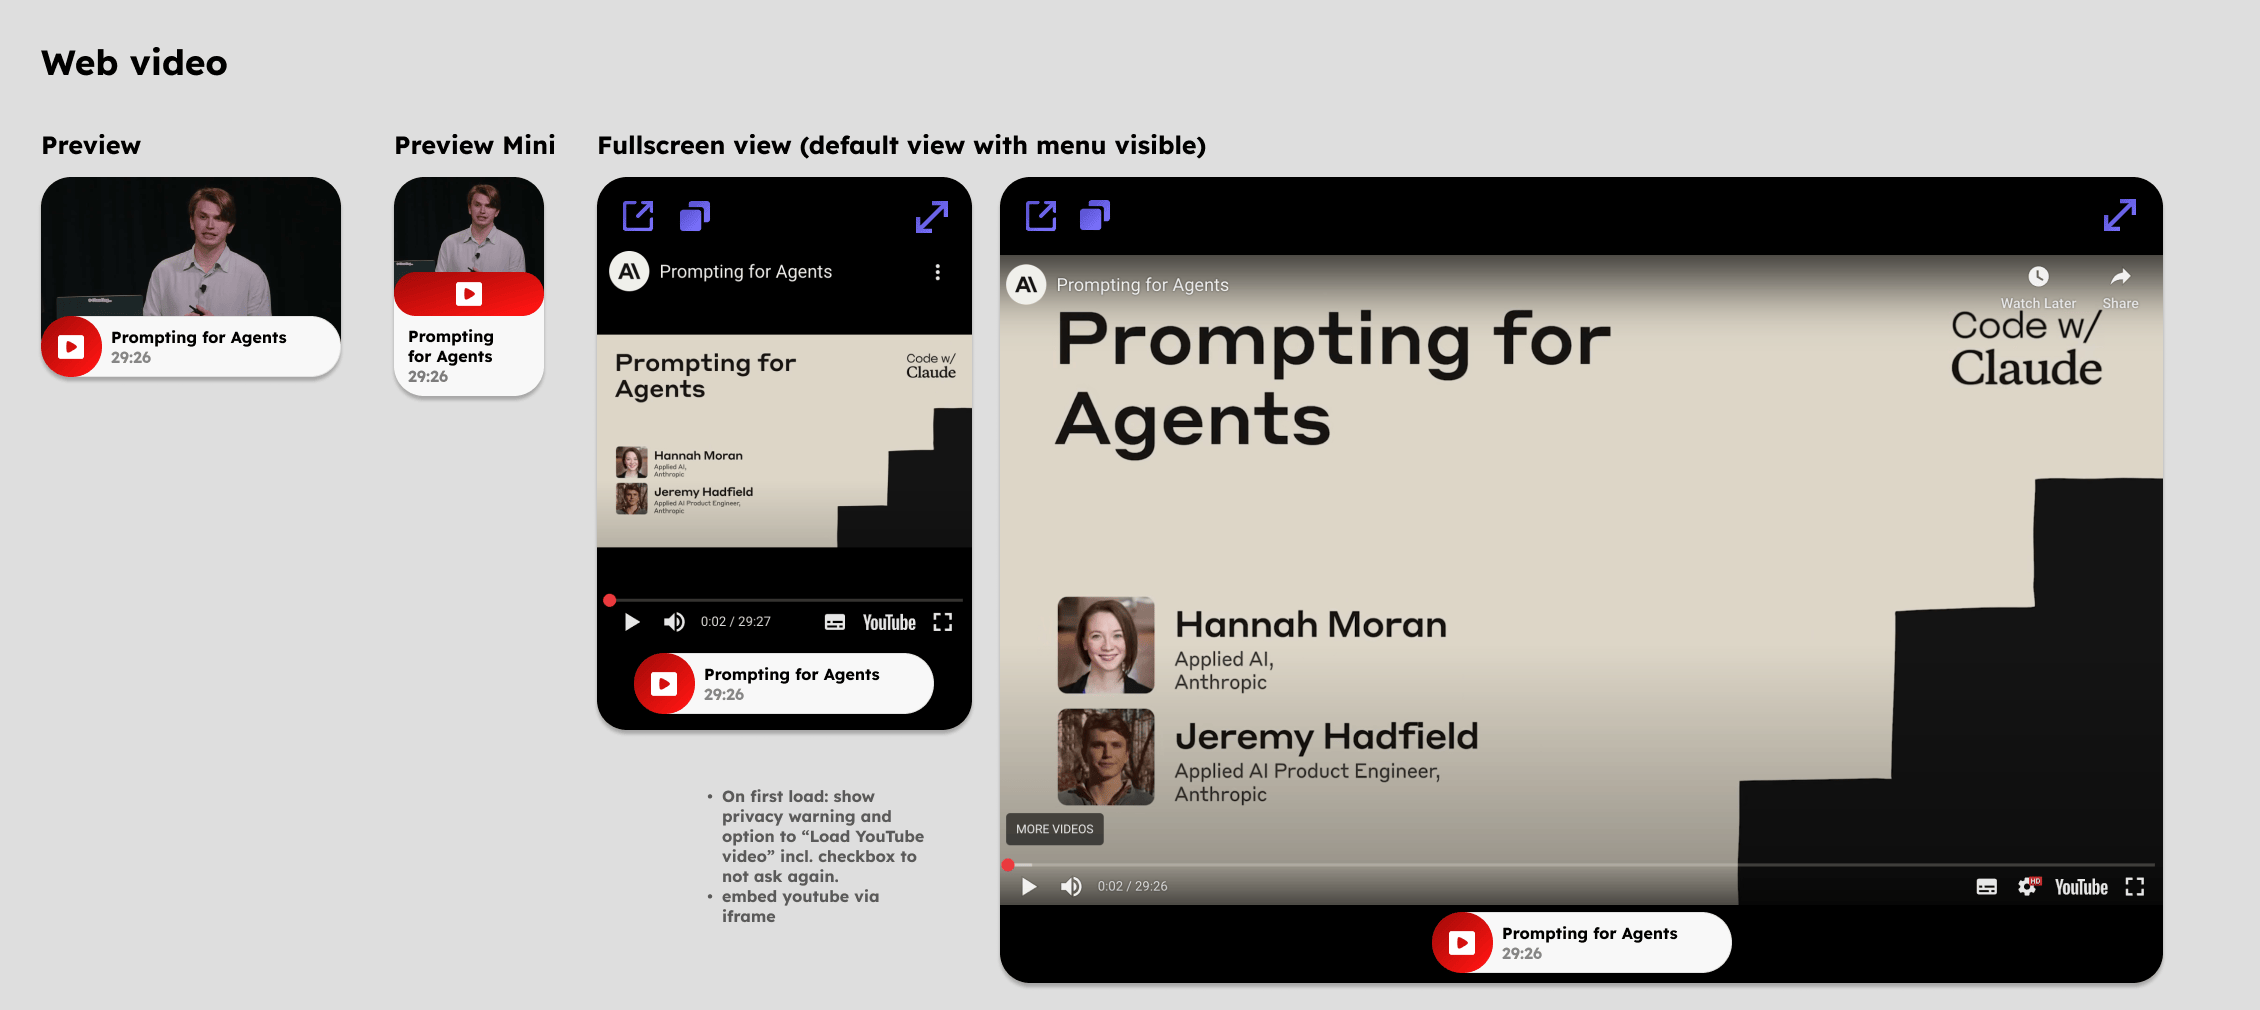 Web video
Preview
Prompting for Agents
29:26
Preview Mini
Prompting
for Agents
29:26
Fullscreen view (default view with menu visible)
Prompting for Agents
Prompting for
Agents
Code w/
Claude
Hannah Moran
Applied AI,
Anthropic
Jeremy Hadfield
Applied AI Product Engineer,
Anthropic
0:02 / 29:27
YouTube
Prompting for Agents
29:26
• On first load: show
privacy warning and
option to “Load YouTube
video” incl. checkbox to
not ask again.
• embed youtube via
iframe
Prompting for Agents
Watch Later
Share
Prompting for
Agents
Code w/
Claude
Hannah Moran
Applied AI,
Anthropic
Jeremy Hadfield
Applied AI Product Engineer,
Anthropic
MORE VIDEOS
0:02 / 29:26
HD
YouTube
Prompting for Agents
29:26